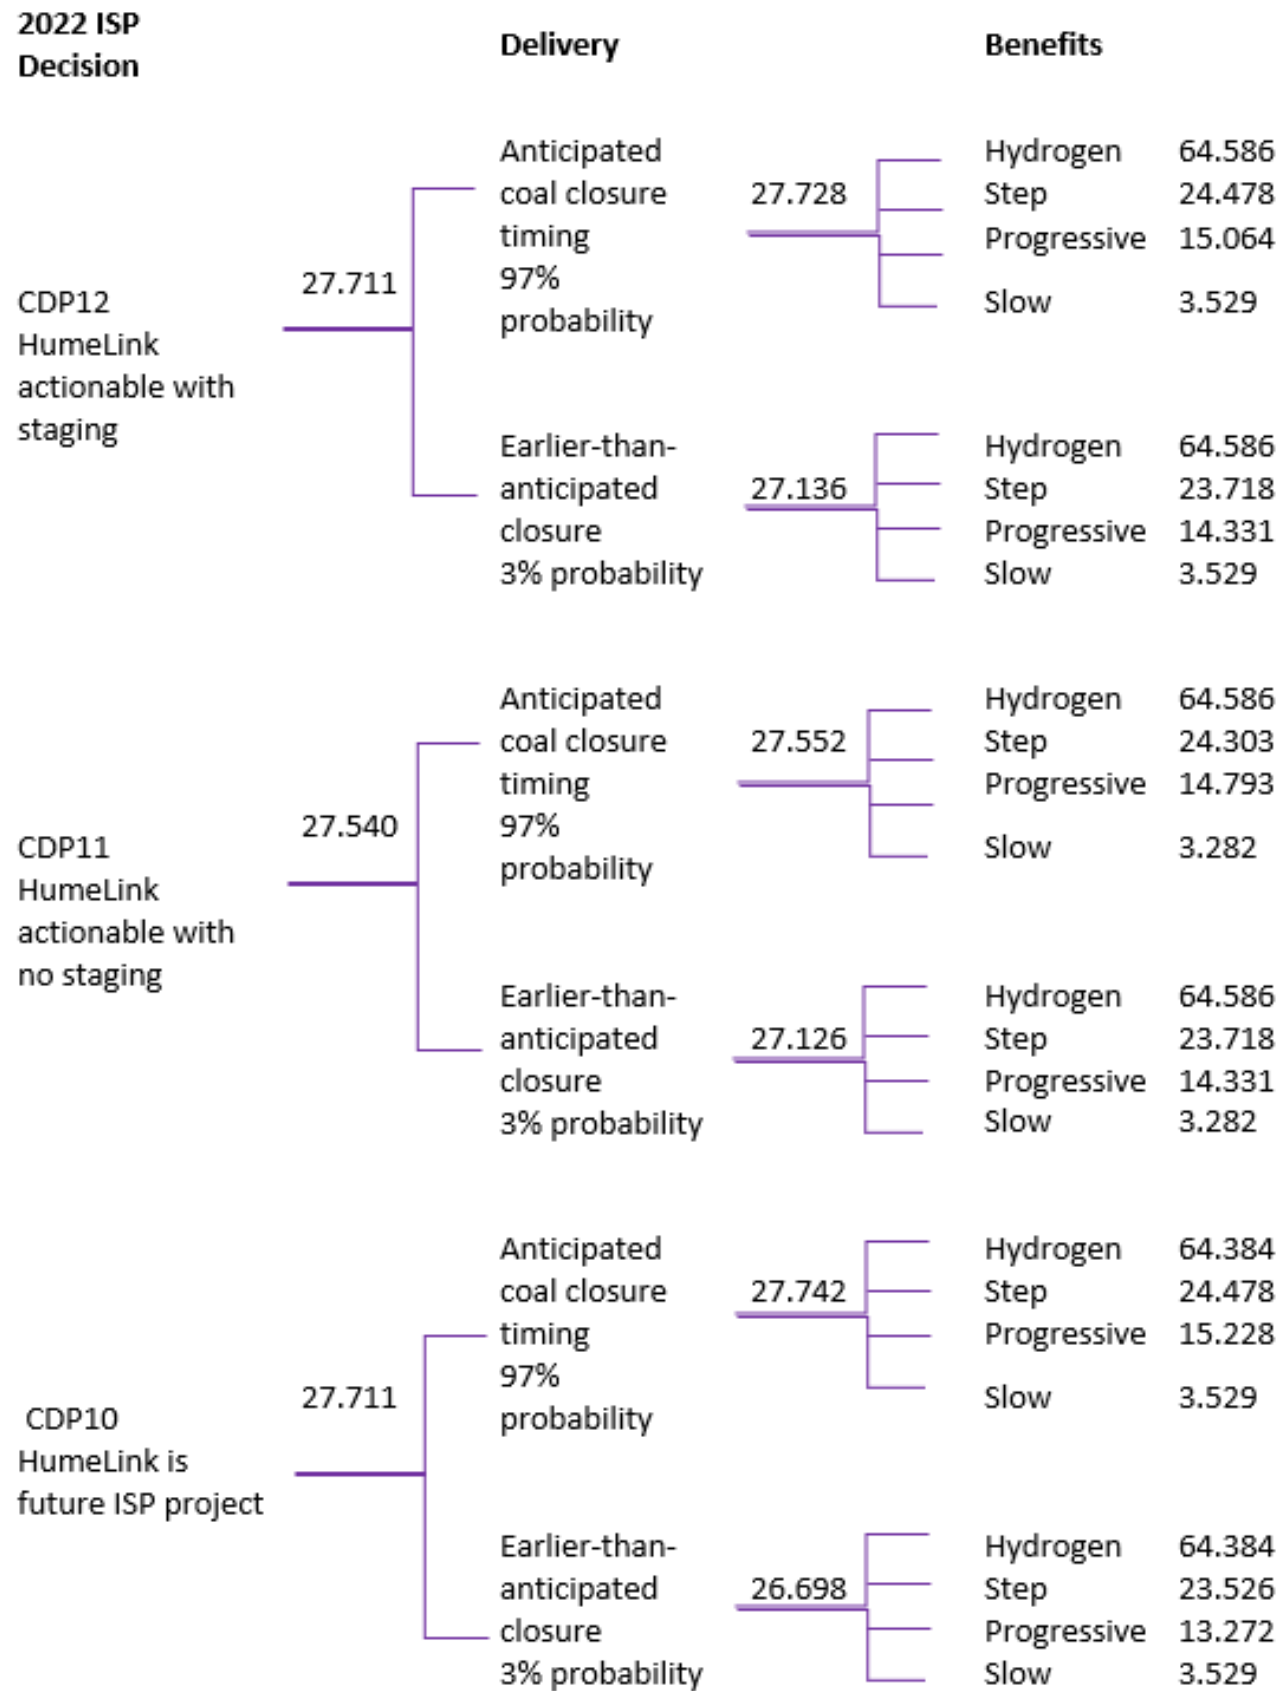 2022 ISP
Decision
Delivery
Benefits
CDP12
HumeLink
actionable with
staging
27.711
Anticipated
coal closure
timing
97%
probability
27.728
Hydrogen 64.586
Step 24.478
Progressive 15.064
Slow 3.529
Earlier-than-
anticipated
closure
3% probability
27.136
Hydrogen 64.586
Step 23.718
Progressive 14.331
Slow 3.529
CDP11
HumeLink
actionable with
no staging
27.540
Anticipated
coal closure
timing
97%
probability
27.552
Hydrogen 64.586
Step 24.303
Progressive 14.793
Slow 3.282
Earlier-than-
anticipated
closure
3% probability
27.126
Hydrogen 64.586
Step 23.718
Progressive 14.331
Slow 3.282
CDP10
HumeLink is
future ISP project
27.711
Anticipated
coal closure
timing
97%
probability
27.742
Hydrogen 64.384
Step 24.478
Progressive 15.228
Slow 3.529
Earlier-than-
anticipated
closure
3% probability
26.698
Hydrogen 64.384
Step 23.526
Progressive 13.272
Slow 3.529